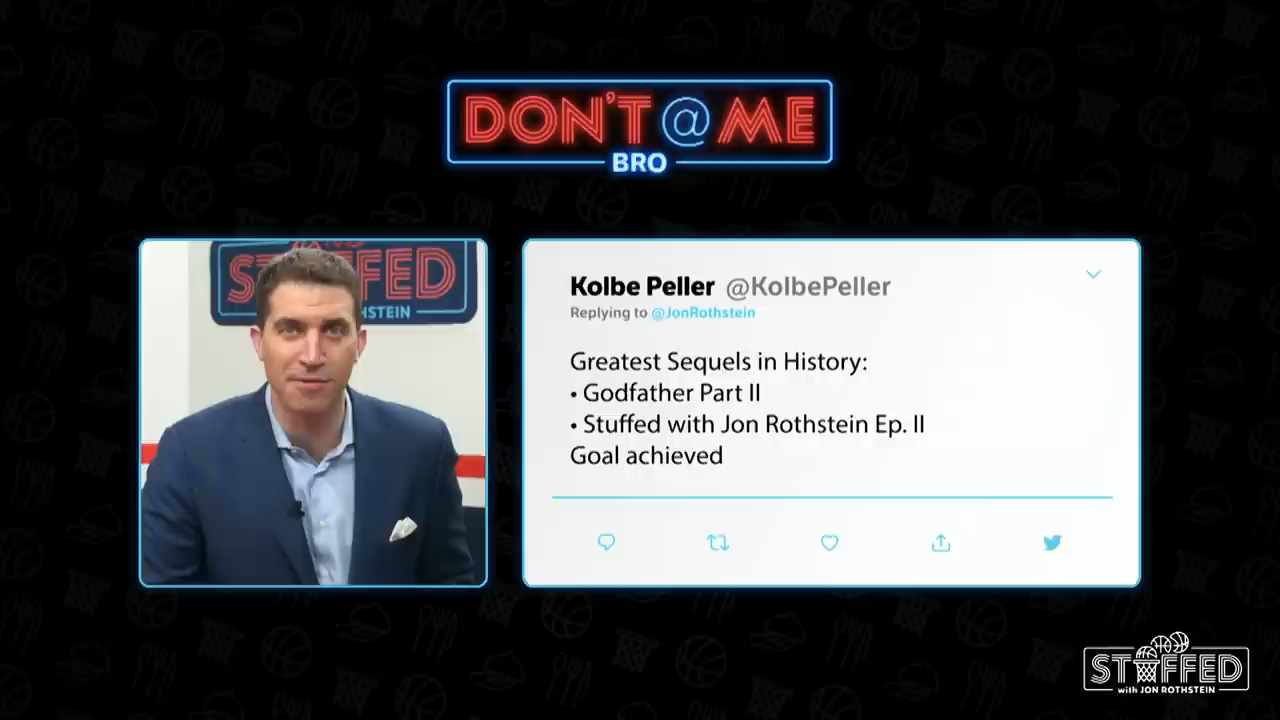 DON'T @ ME
BRO
STUFFED
STEIN
Kolbe Peller @KolbePeller
Replying to @JonRothstein
Greatest Sequels in History:
• Godfather Part II
• Stuffed with Jon Rothstein Ep. II
Goal achieved
STUFFED
with JON ROTHSTEIN